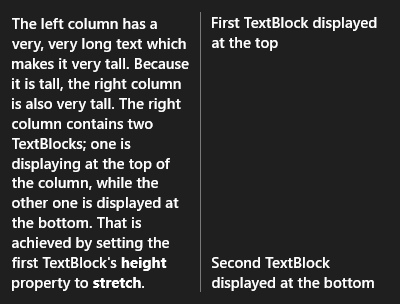 The left column has a
very, very long text which
makes it very tall. Because
it is tall, the right column
is also very tall. The right
column contains two
TextBlocks; one is
displaying at the top of
the column, while the
other one is displayed at
the bottom. That is
achieved by setting the
first TextBlock's height
property to stretch.
First TextBlock displayed
at the top
Second TextBlock
displayed at the bottom